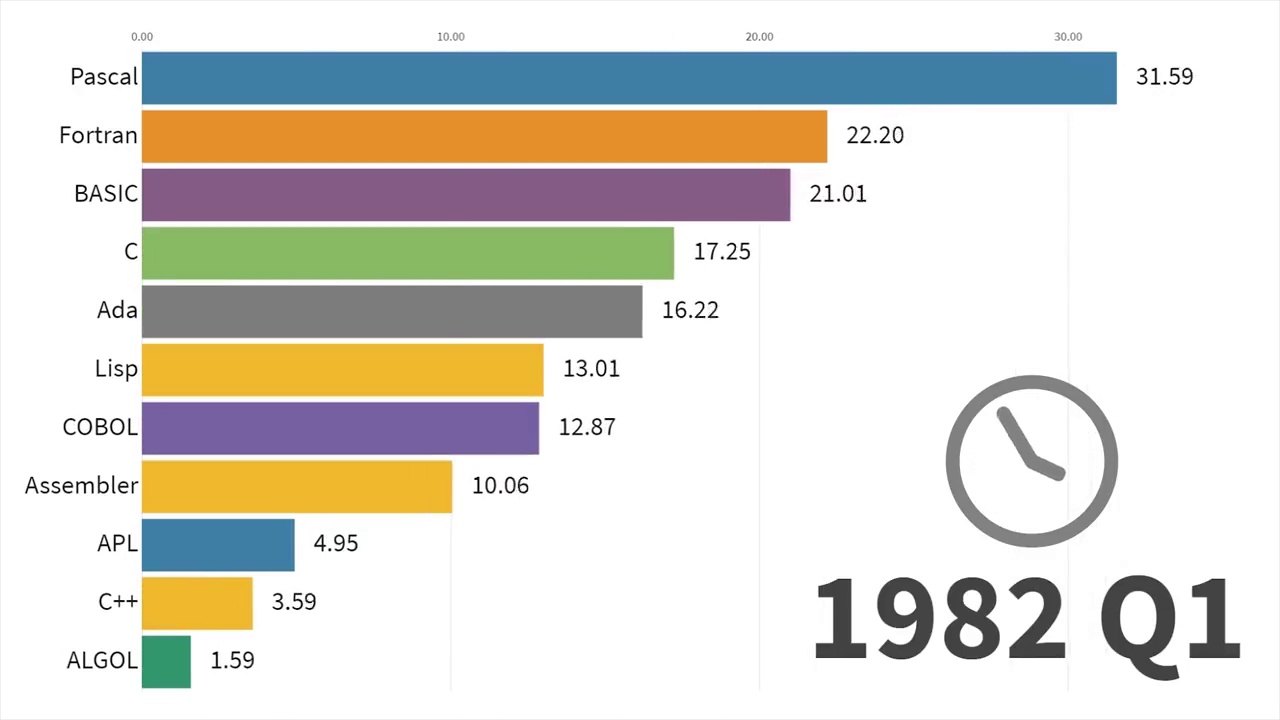 0.00 10.00 20.00 30.00
Pascal 31.59
Fortran 22.20
BASIC 21.01
C 17.25
Ada 16.22
Lisp 13.01
COBOL 12.87
Assembler 10.06
APL 4.95
C++ 3.59
ALGOL 1.59
1982 Q1